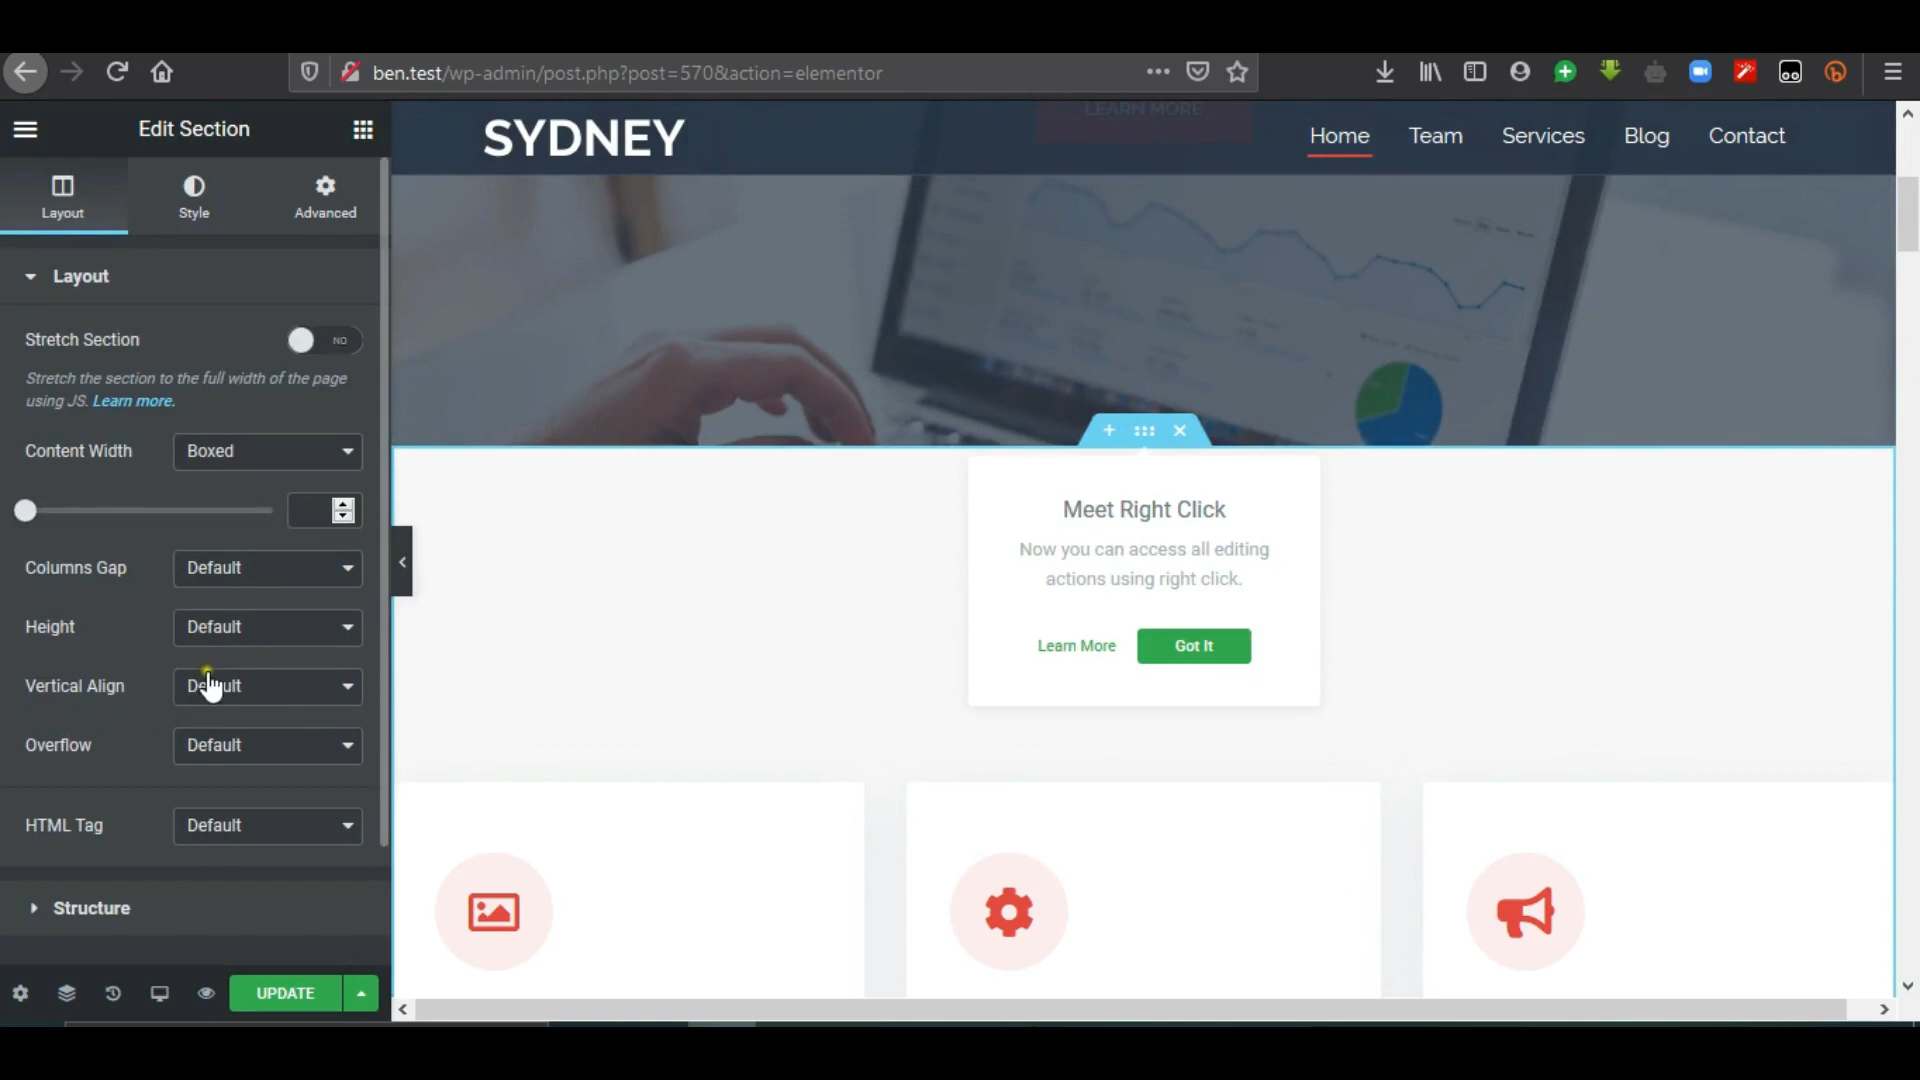 ben.test/wp-admin/post.php?post=570&action=elementor
Edit Section
Layout
Style
Advanced
Layout
Stretch Section
NO
Stretch the section to the full width of the page
using JS. Learn more.
Content Width
Boxed
Columns Gap
Default
Height
Default
Vertical Align
Default
Overflow
Default
HTML Tag
Default
Structure
UPDATE
LEARN MORE
SYDNEY
Home
Team
Services
Blog
Contact
Meet Right Click
Now you can access all editing
actions using right click.
Learn More
Got It